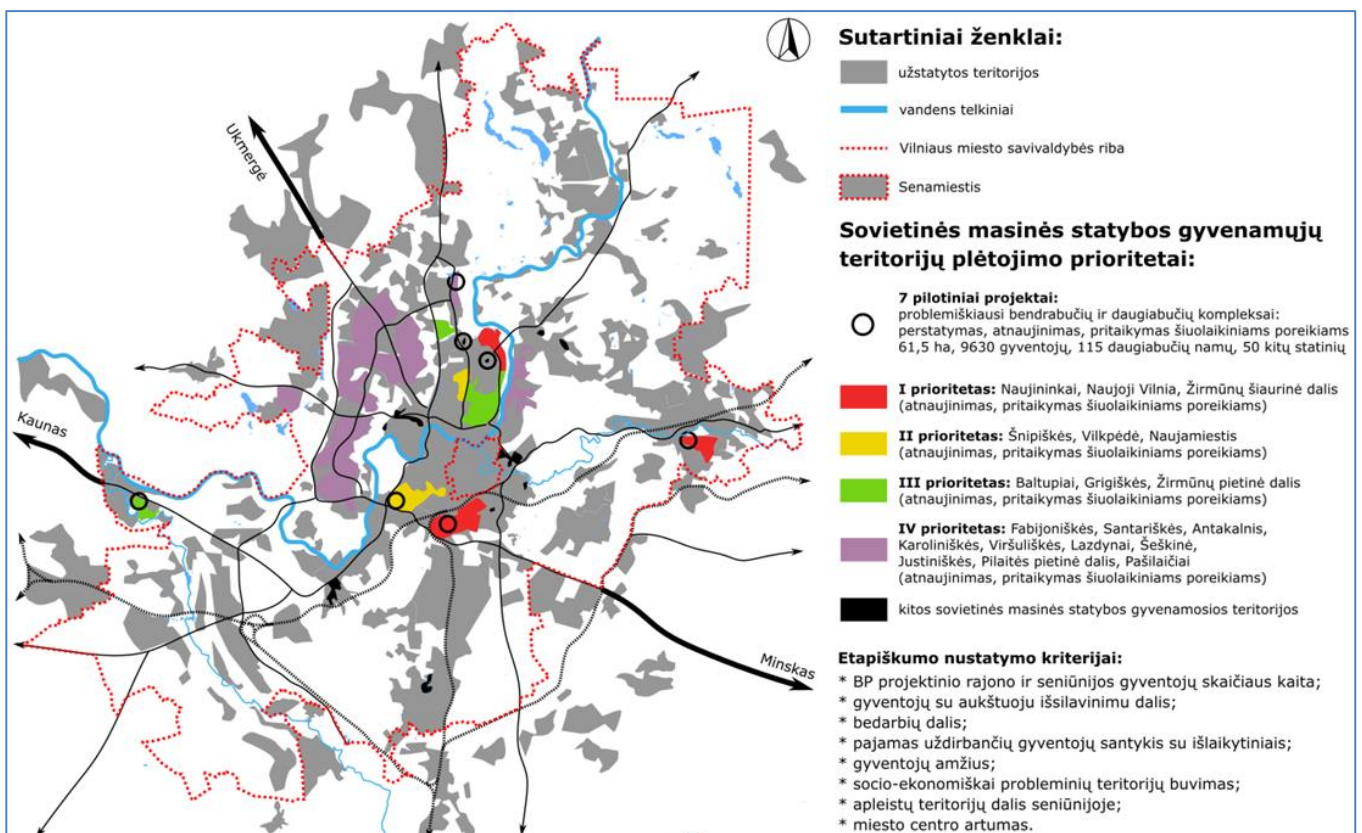 Sutartiniai ženklai:
užstatytos teritorijos
vandens telkiniai
Vilniaus miesto savivaldybės riba
Senamiestis
Sovietinės masinės statybos gyvenamųjų
teritorijų plėtojimo prioritetai:
7 pilotiniai projektai:
problemiškiausi bendrabučių ir daugiabučių kompleksai:
perstatymas, atnaujinimas, pritaikymas šiuolaikiniams poreikiams
61,5 ha, 9630 gyventojų, 115 daugiabučių namų, 50 kitų statinių
I prioritetas: Naujininkai, Naujoji Vilnia, Žirmūnų šiaurinė dalis
(atnaujinimas, pritaikymas šiuolaikiniams poreikiams)
II prioritetas: Šnipiškės, Vilkpėdė, Naujamiestis
(atnaujinimas, pritaikymas šiuolaikiniams poreikiams)
III prioritetas: Baltupiai, Grigiškės, Žirmūnų pietinė dalis
(atnaujinimas, pritaikymas šiuolaikiniams poreikiams)
IV prioritetas: Fabijoniškės, Santariškės, Antakalnis,
Karoliniškės, Viršuliškės, Lazdynai, Šeškinė,
Justiniškės, Pilaitės pietinė dalis, Pašilaičiai
(atnaujinimas, pritaikymas šiuolaikiniams poreikiams)
kitos sovietinės masinės statybos gyvenamosios teritorijos
Etapiškumo nustatymo kriterijai:
* BP projektinio rajono ir seniūnijos gyventojų skaičiaus kaita;
* gyventojų su aukštuoju išsilavinimu dalis;
* bedarbių dalis;
* pajamas uždirbančių gyventojų santykis su išlaikytiniais;
* gyventojų amžius;
* socio-ekonomiškai probleminių teritorijų buvimas;
* apleistų teritorijų dalis seniūnijoje;
* miesto centro artumas.
Ukmergė
Kaunas
Minskas